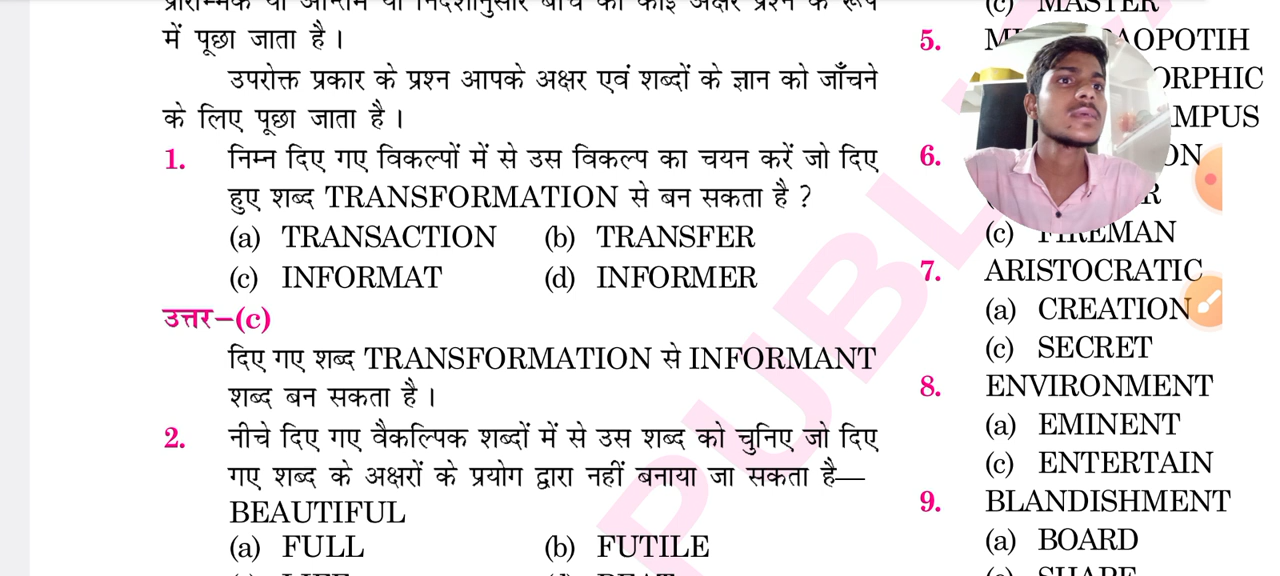 में पूछा जाता है ।
उपरोक्त प्रकार के प्रश्न आपके अक्षर एवं शब्दों के ज्ञान को जाँचने
के लिए पूछा जाता है ।
1. निम्न दिए गए विकल्पों में से उस विकल्प का चयन करें जो दिए
हुए शब्द TRANSFORMATION से बन सकता है ?
(a) TRANSACTION (b) TRANSFER
(c) INFORMAT (d) INFORMER
उत्तर–(c)
दिए गए शब्द TRANSFORMATION से INFORMANT
शब्द बन सकता है ।
2. नीचे दिए गए वैकल्पिक शब्दों में से उस शब्द को चुनिए जो दिए
गए शब्द के अक्षरों के प्रयोग द्वारा नहीं बनाया जा सकता है—
BEAUTIFUL
(a) FULL (b) FUTILE
(c) MASTER
5.
6.
(c) FIREMAN
7. ARISTOCRATIC
(a) CREATION
(c) SECRET
8. ENVIRONMENT
(a) EMINENT
(c) ENTERTAIN
9. BLANDISHMENT
(a) BOARD